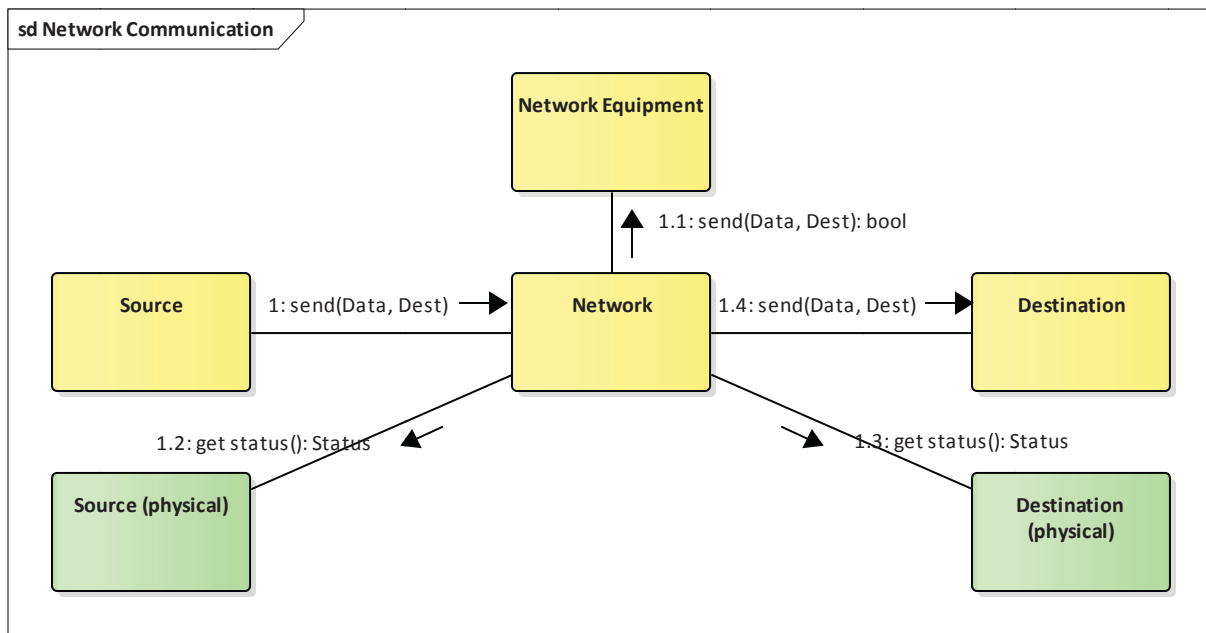 sd Network Communication
Network Equipment
1.1: send(Data, Dest): bool
Source
1: send(Data, Dest)
Network
1.4: send(Data, Dest)
Destination
1.2: get status(): Status
1.3: get status(): Status
Source (physical)
Destination
(physical)